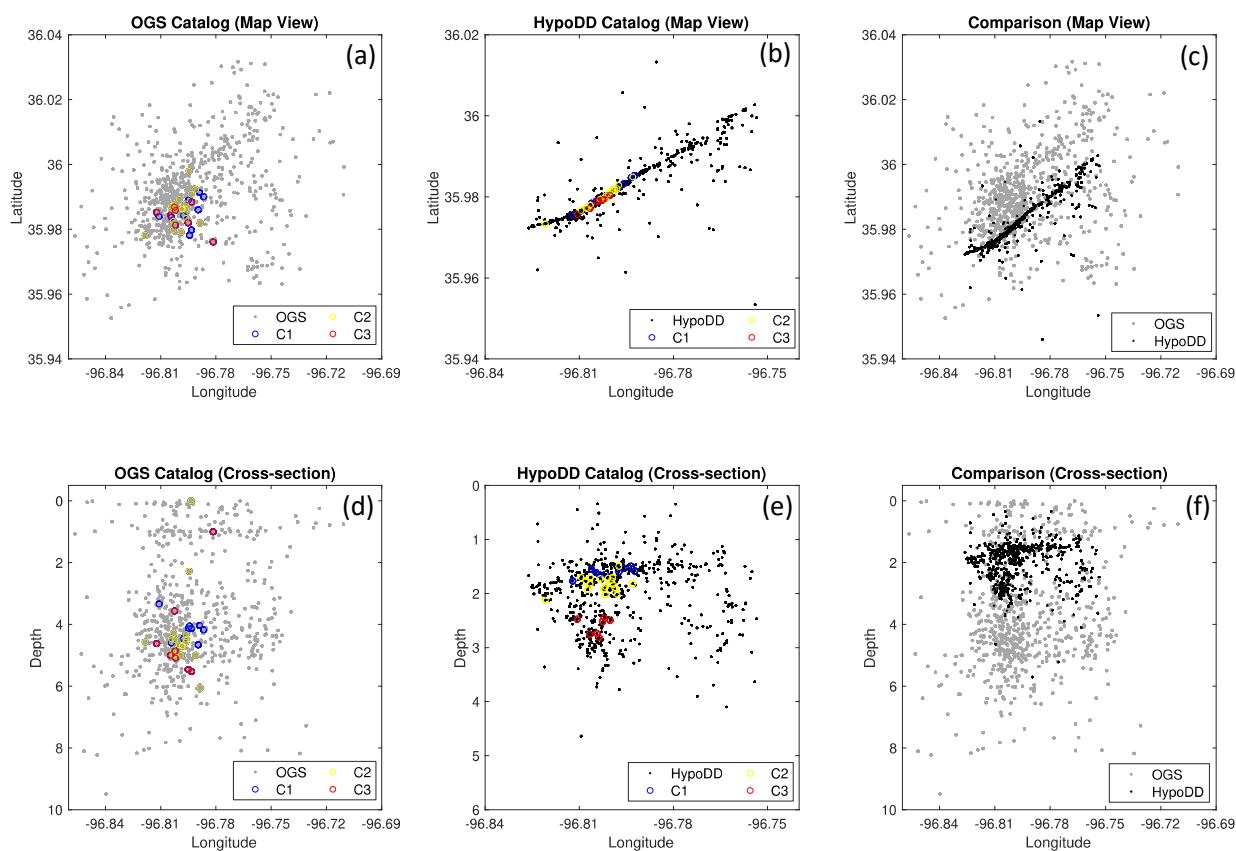 OGS Catalog (Map View)
36.04
36.02
36
35.98
35.96
35.94
Latitude
(a)
OGS
C1
C2
C3
-96.84 -96.81 -96.78 -96.75 -96.72 -96.69
Longitude
HypoDD Catalog (Map View)
36.02
36
35.98
35.96
35.94
Latitude
(b)
HypoDD
C1
C2
C3
-96.84 -96.81 -96.78 -96.75
Longitude
Comparison (Map View)
36.04
36.02
36
35.98
35.96
35.94
Latitude
(c)
OGS
HypoDD
-96.84 -96.81 -96.78 -96.75 -96.72 -96.69
Longitude
OGS Catalog (Cross-section)
0
2
4
6
8
10
Depth
(d)
OGS
C1
C2
C3
-96.84 -96.81 -96.78 -96.75 -96.72 -96.69
Longitude
HypoDD Catalog (Cross-section)
0
1
2
3
4
5
6
Depth
(e)
HypoDD
C1
C2
C3
-96.84 -96.81 -96.78 -96.75
Longitude
Comparison (Cross-section)
0
2
4
6
8
10
Depth
(f)
OGS
HypoDD
-96.84 -96.81 -96.78 -96.75 -96.72 -96.69
Longitude